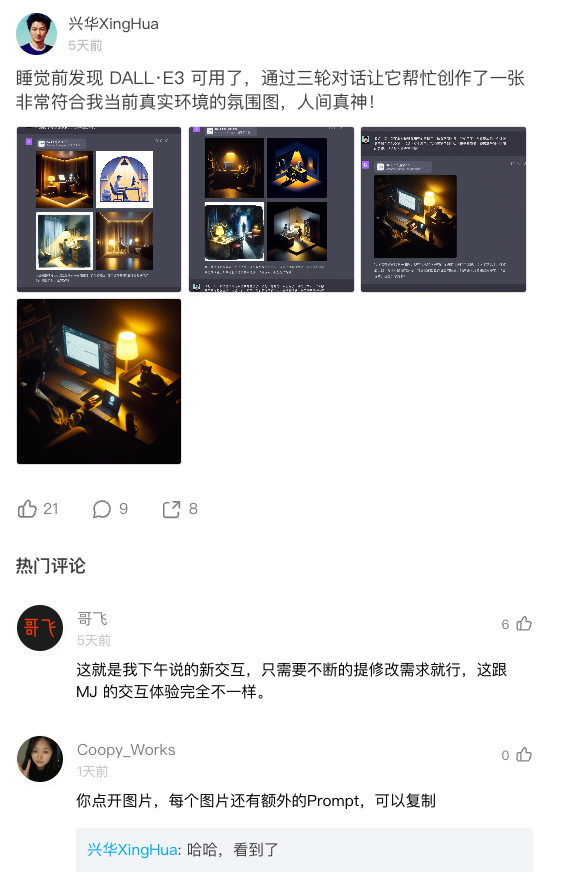 兴华XingHua
5天前
睡觉前发现 DALL·E3 可用了，通过三轮对话让它帮忙创作了一张
非常符合我当前真实环境的氛围图，人间真神！
21
9
8
热门评论
哥飞
哥飞
6
5天前
这就是我下午说的新交互，只需要不断的提修改需求就行，这跟
MJ 的交互体验完全不一样。
Coopy_Works
0
1天前
你点开图片，每个图片还有额外的Prompt，可以复制
兴华XingHua: 哈哈，看到了